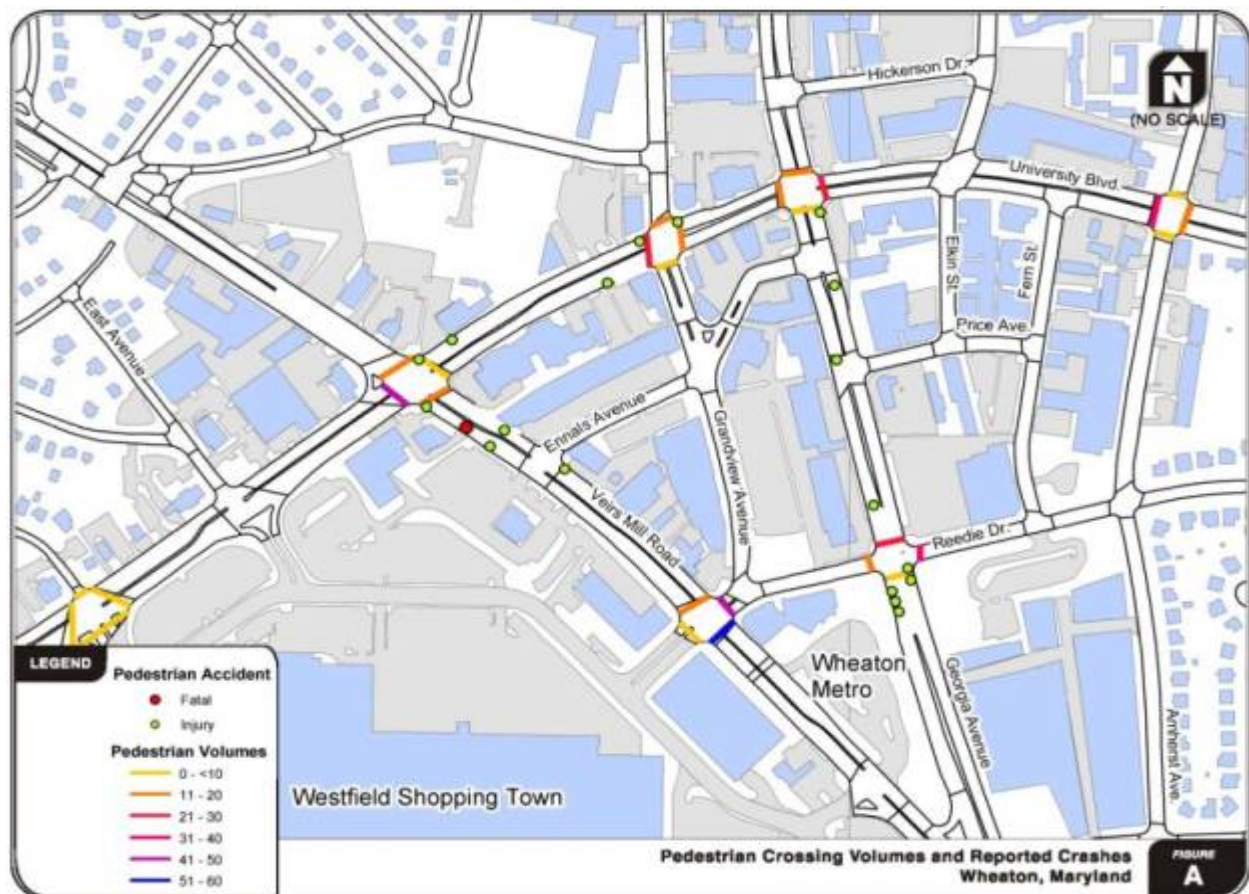 Hickerson Dr.
N
(NO SCALE)
University Blvd.
East Avenue
Elkin St.
Fern St.
Price Ave.
Ennals Avenue
Grandview Avenue
Veirs Mill Road
Reedie Dr.
Wheaton
Metro
Georgia Avenue
Amherst Ave.
Westfield Shopping Town
LEGEND
Pedestrian Accident
Fatal
Injury
Pedestrian Volumes
0 - <10
11 - 20
21 - 30
31 - 40
41 - 50
51 - 60
Pedestrian Crossing Volumes and Reported Crashes
Wheaton, Maryland
FIGURE
A